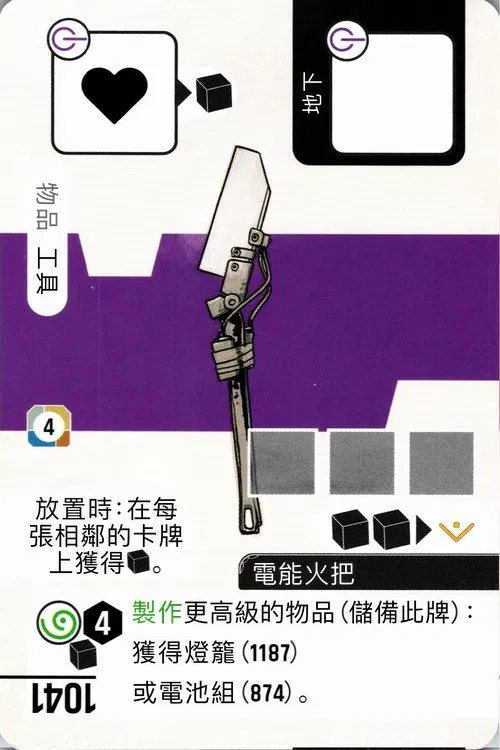 地下
物品 工具
4
放置時：在每
張相鄰的卡牌
上獲得。
電能火把
4 製作更高級的物品（儲備此牌）：
獲得燈籠（1187）
或電池組（874）。
1041